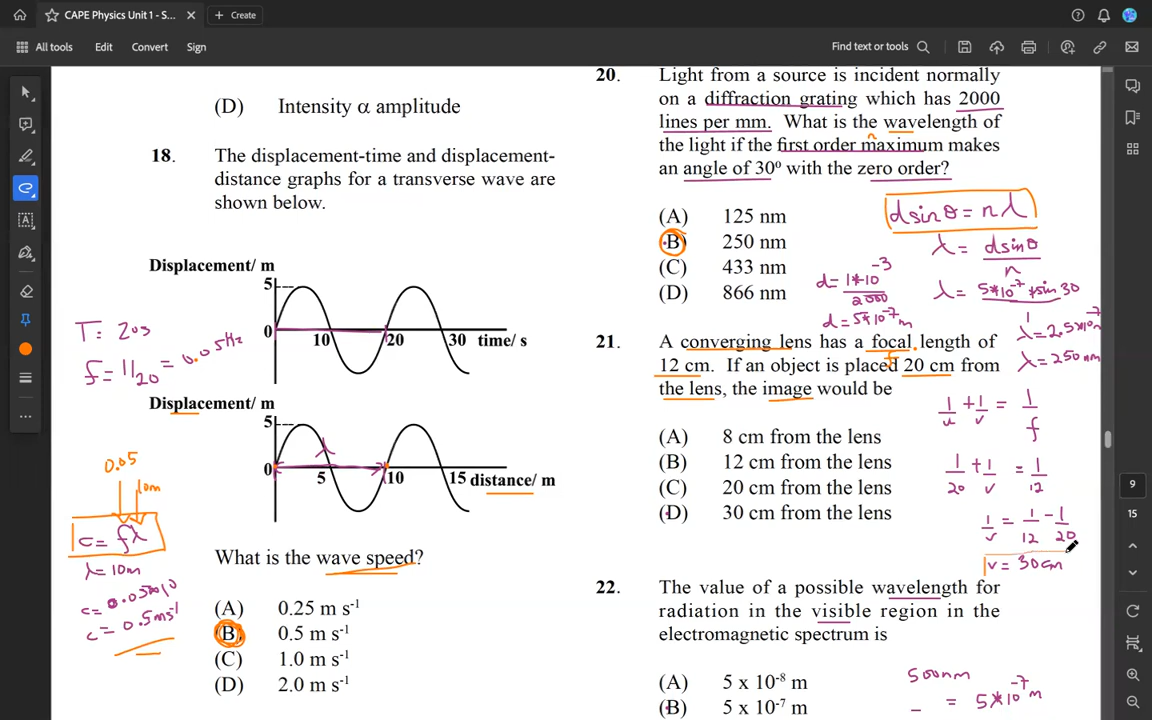 CAPE Physics Unit 1 - S...
Create
All tools Edit Convert Sign
Find text or tools
(D) Intensity α amplitude
18. The displacement-time and displacement-
distance graphs for a transverse wave are
shown below.
Displacement/ m
5
0
10 20 30 time/ s
T: 20s
f = 1/20 = 0.05Hz
Displacement/ m
5
λ
0
5 10 15 distance/ m
0.05
10m
c = fλ
λ = 10m
c = 0.05*10
c = 0.5ms⁻¹
What is the wave speed?
(A) 0.25 m s⁻¹
(B) 0.5 m s⁻¹
(C) 1.0 m s⁻¹
(D) 2.0 m s⁻¹
20. Light from a source is incident normally
on a diffraction grating which has 2000
lines per mm. What is the wavelength of
n
the light if the first order maximum makes
an angle of 30⁰ with the zero order?
(A) 125 nm
(B) 250 nm
(C) 433 nm
(D) 866 nm
dsinθ = nλ
λ = dsinθ
n
d = 1*10⁻³
2000
d = 5*10⁻⁷m
λ = 5*10⁻⁷*sin 30
1
λ = 2.5*10⁻⁷m
λ = 250nm
21. A converging lens has a focal length of
f
12 cm. If an object is placed 20 cm from
the lens, the image would be
(A) 8 cm from the lens
(B) 12 cm from the lens
(C) 20 cm from the lens
(D) 30 cm from the lens
1/u + 1/v = 1/f
1/20 + 1/v = 1/12
1/v = 1/12 - 1/20
v = 30cm
22. The value of a possible wavelength for
radiation in the visible region in the
electromagnetic spectrum is
(A) 5 x 10⁻⁸ m
(B) 5 x 10⁻⁷ m
500nm
= 5*10⁻⁷m
9
15